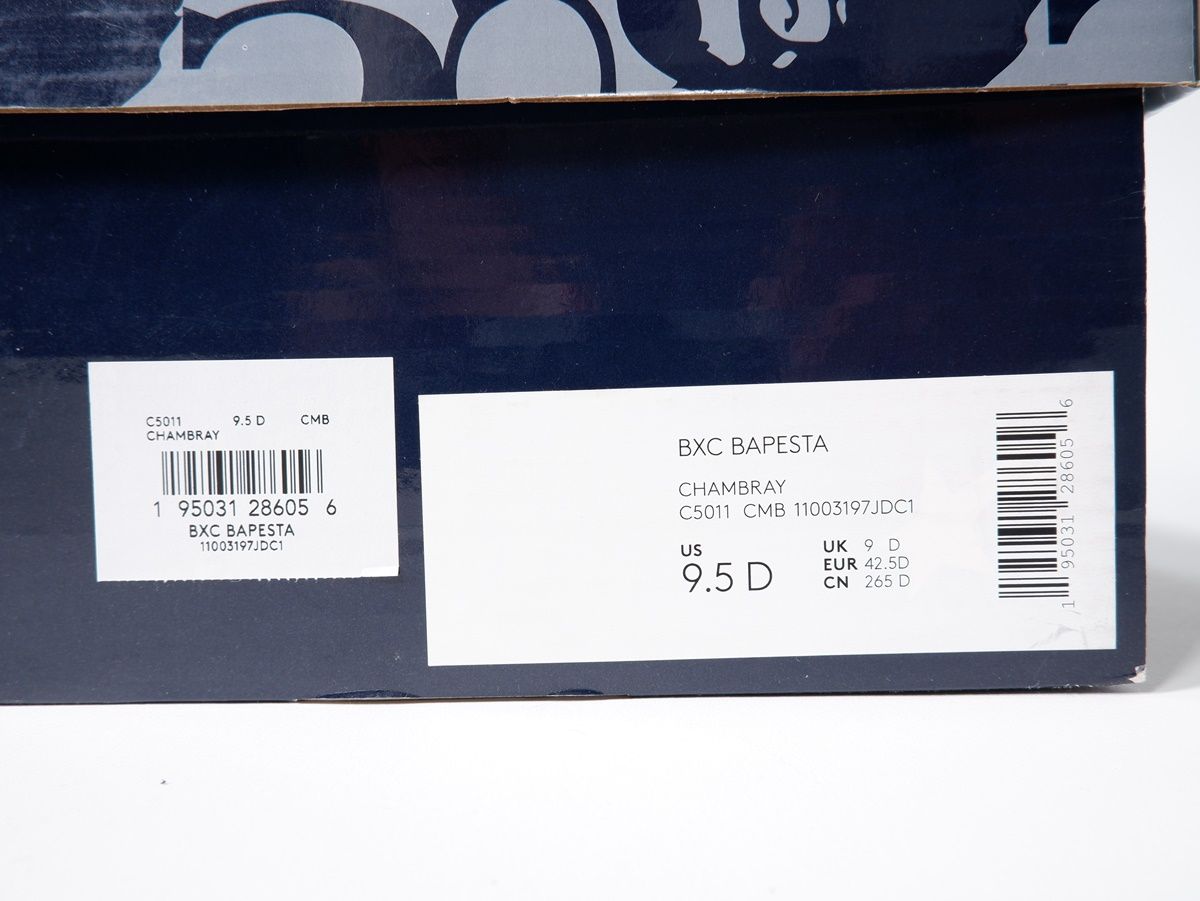 C5011 9.5 D CMB
CHAMBRAY
1 95031 28605 6
BXC BAPESTA
11003197JDC1
BXC BAPESTA
CHAMBRAY
C5011 CMB 11003197JDC1
US
9.5 D
UK 9 D
EUR 42.5D
CN 265 D
1 95031 28605 6